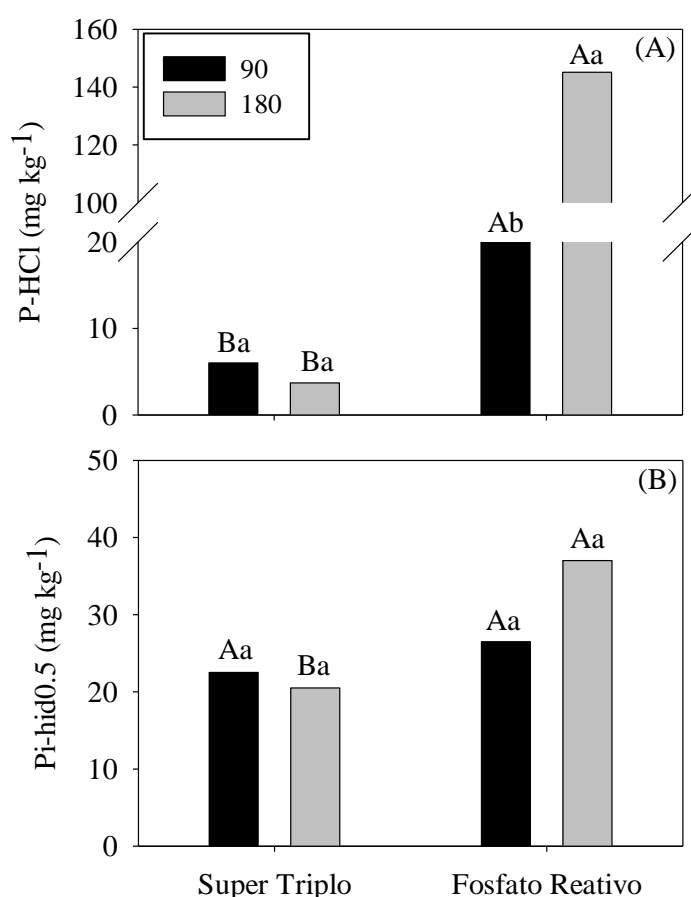 160
(A)
90
Aa
140
180
120
P-HCl (mg kg-1)
100
Ab
20
10
Ba
Ba
0
50
(B)
40
Aa
Pi-hid0.5 (mg kg-1)
30
Aa
Aa
Ba
20
10
0
Super Triplo
Fosfato Reativo